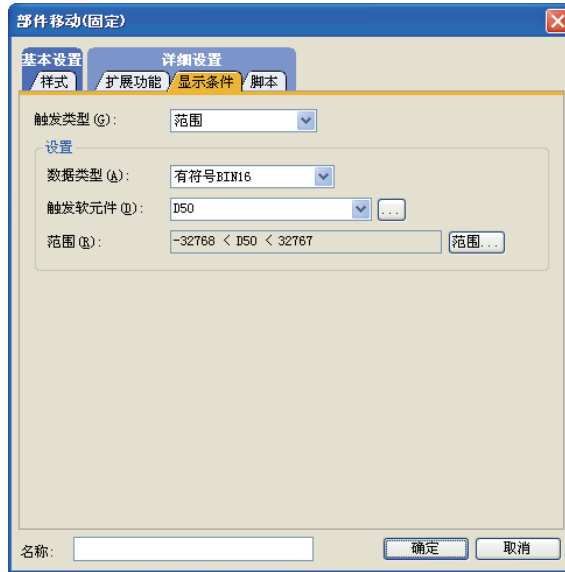 部件移动(固定)
基本设置 详细设置
样式 扩展功能 显示条件 脚本
触发类型(G): 范围
设置
数据类型(A): 有符号BIN16
触发软元件(D): D50 ...
范围(R): -32768 < D50 < 32767 范围...
名称: 确定 取消